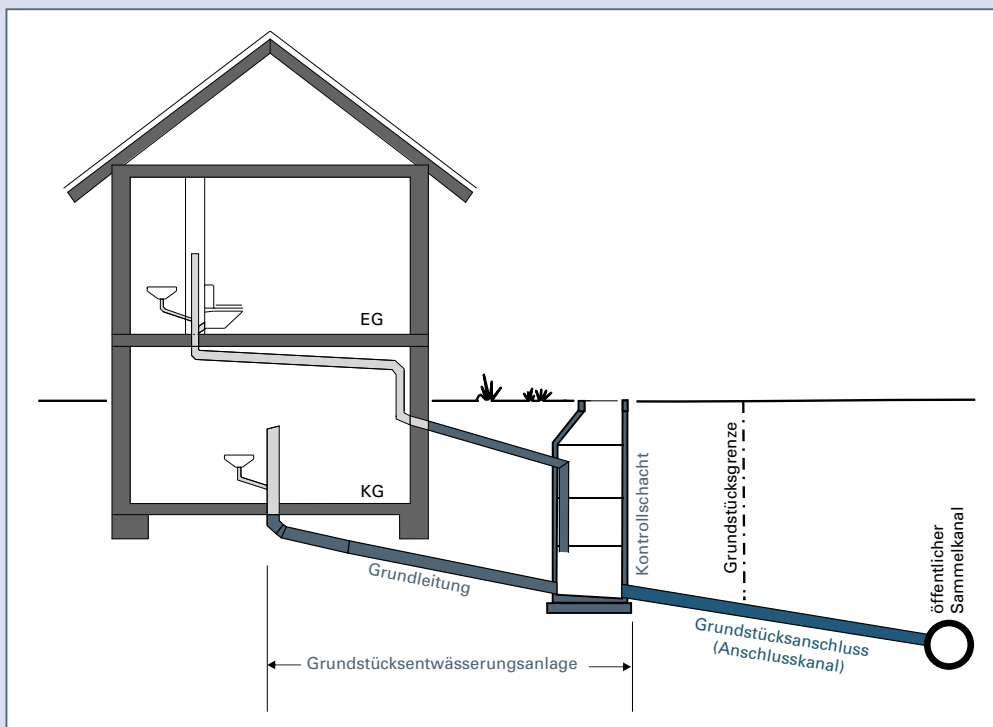 EG
KG
Grundleitung
Kontrollschacht
Grundstücksgrenze
öffentlicher
Sammelkanal
Grundstücksanschluss
(Anschlusskanal)
Grundstücksentwässerungsanlage